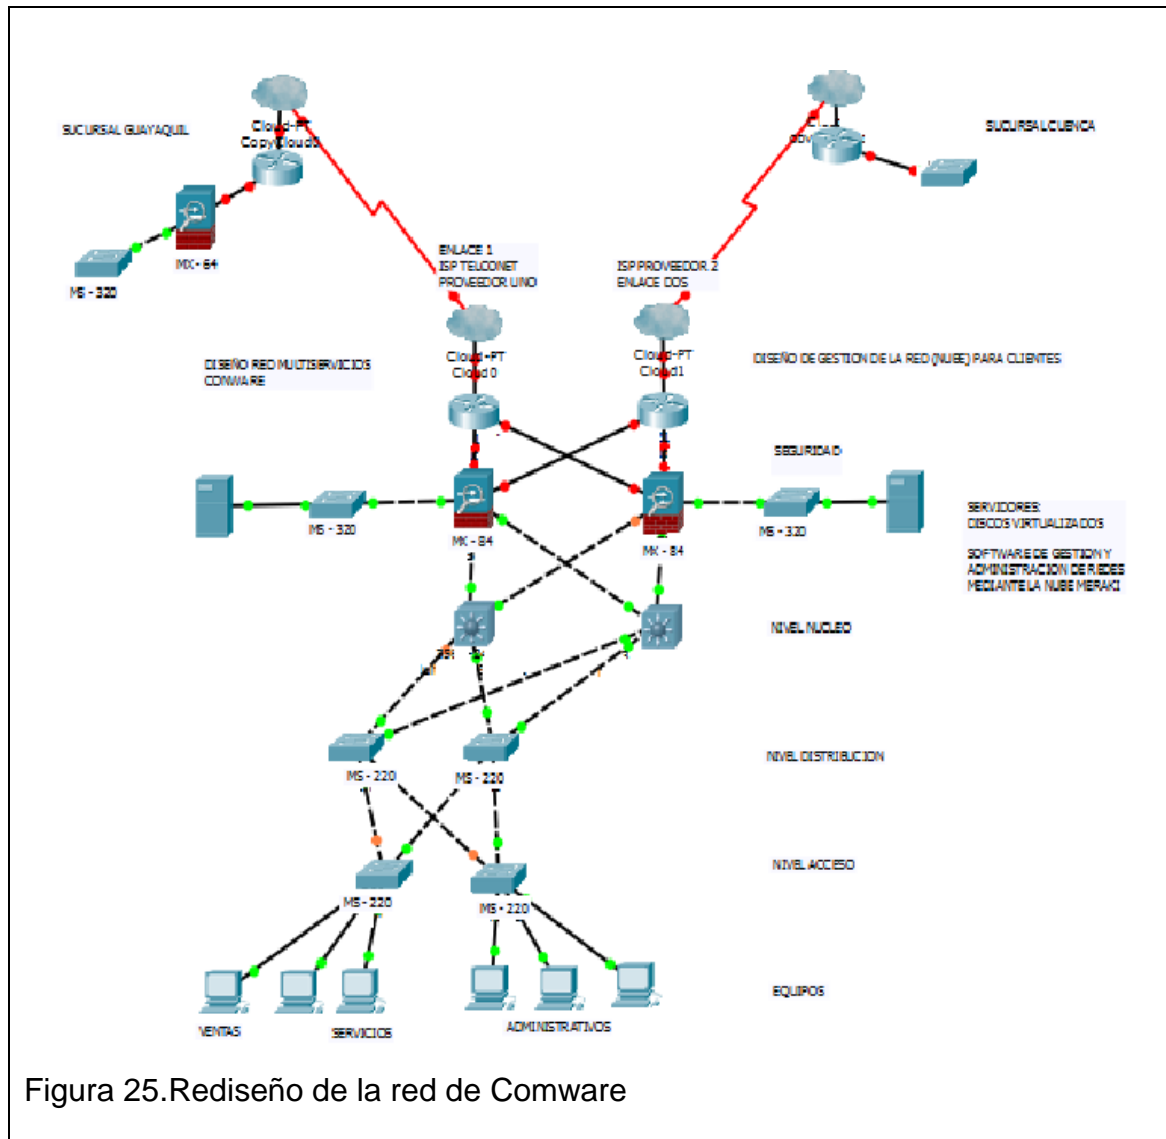 SUCURSAL GUAYAQUIL
Cloud-PT
CopyCloud0
SUCURSAL CUENCA
MX - 64
MS - 320
ENLACE 1
ISP TELCONET
PROVEEDOR UNO
ISP PROVEEDOR 2
ENLACE DOS
Cloud-PT
Cloud0
Cloud-PT
Cloud1
DISEÑO RED MULTISERVICIOS
CONWARE
DISEÑO DE GESTION DE LA RED (NUBE) PARA CLIENTES
SEGURIDAD
MS - 320
MX - 84
MX - 84
MS - 320
SERVIDORES:
DISCOS VIRTUALIZADOS
SOFTWARE DE GESTION Y
ADMINISTRACION DE REDES
MEDIANTE LA NUBE MERAKI
NIVEL NUCLEO
MS - 220
MS - 220
NIVEL DISTRIBUCION
MS - 220
MS - 220
NIVEL ACCESO
VENTAS
SERVICIOS
ADMINISTRATIVOS
EQUIPOS
Figura 25.Rediseño de la red de Comware